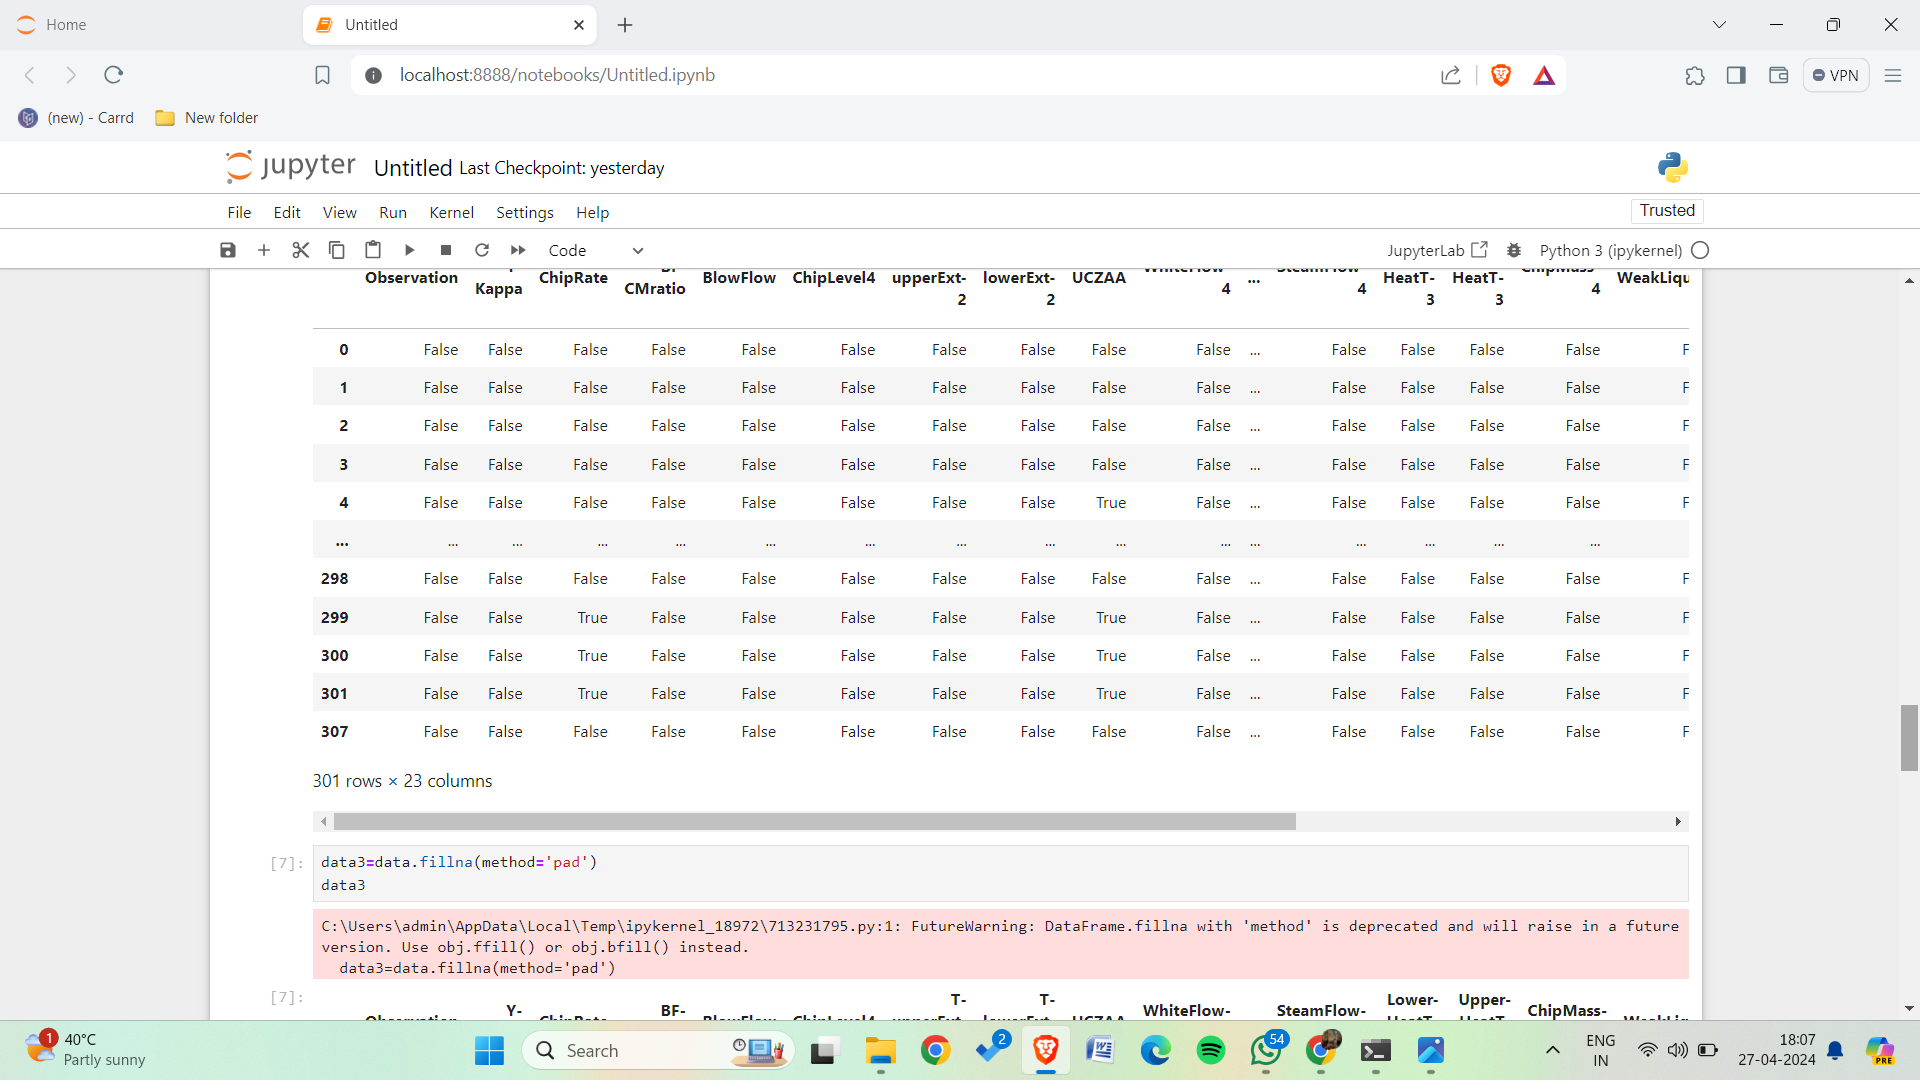 Home
Untitled
localhost:8888/notebooks/Untitled.ipynb
VPN
(new) - Carrd
New folder
jupyter
Untitled Last Checkpoint: yesterday
File Edit View Run Kernel Settings Help
Trusted
Code
JupyterLab
Python 3 (ipykernel)
Observation Kappa ChipRate CMratio BlowFlow ChipLevel4 upperExt-2 lowerExt-2 UCZAA 4 ... 4 HeatT-3 HeatT-3 4 WeakLiqu
0 False False False False False False False False False False ... False False False False F
1 False False False False False False False False False False ... False False False False F
2 False False False False False False False False False False ... False False False False F
3 False False False False False False False False False False ... False False False False F
4 False False False False False False False False True False ... False False False False F
... ... ... ... ... ... ... ... ... ... ... ... ... ... ... ...
298 False False False False False False False False False False ... False False False False F
299 False False True False False False False False True False ... False False False False F
300 False False True False False False False False True False ... False False False False F
301 False False True False False False False False True False ... False False False False F
307 False False False False False False False False False False ... False False False False F
301 rows × 23 columns
[7]:
data3=data.fillna(method='pad')
data3
C:\Users\admin\AppData\Local\Temp\ipykernel_18972\713231795.py:1: FutureWarning: DataFrame.fillna with 'method' is deprecated and will raise in a future
version. Use obj.ffill() or obj.bfill() instead.
data3=data.fillna(method='pad')
[7]:
Y- BF- T- T- WhiteFlow- SteamFlow- Lower- Upper- ChipMass-
1
40°C
Partly sunny
Search
2
54
PRE
ENG
IN
18:07
27-04-2024